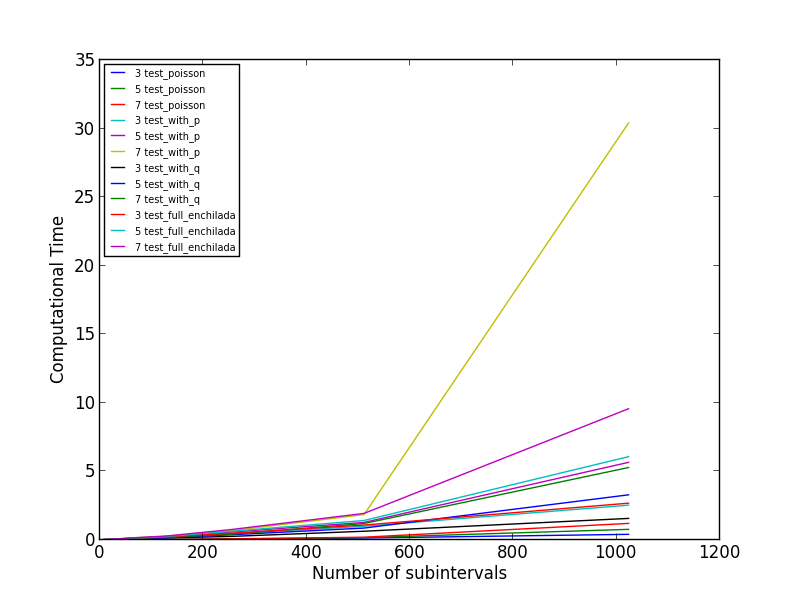 35
30
25
20
15
10
5
0
Computational Time
3 test_poisson
5 test_poisson
7 test_poisson
3 test_with_p
5 test_with_p
7 test_with_p
3 test_with_q
5 test_with_q
7 test_with_q
3 test_full_enchilada
5 test_full_enchilada
7 test_full_enchilada
0 200 400 600 800 1000 1200
Number of subintervals